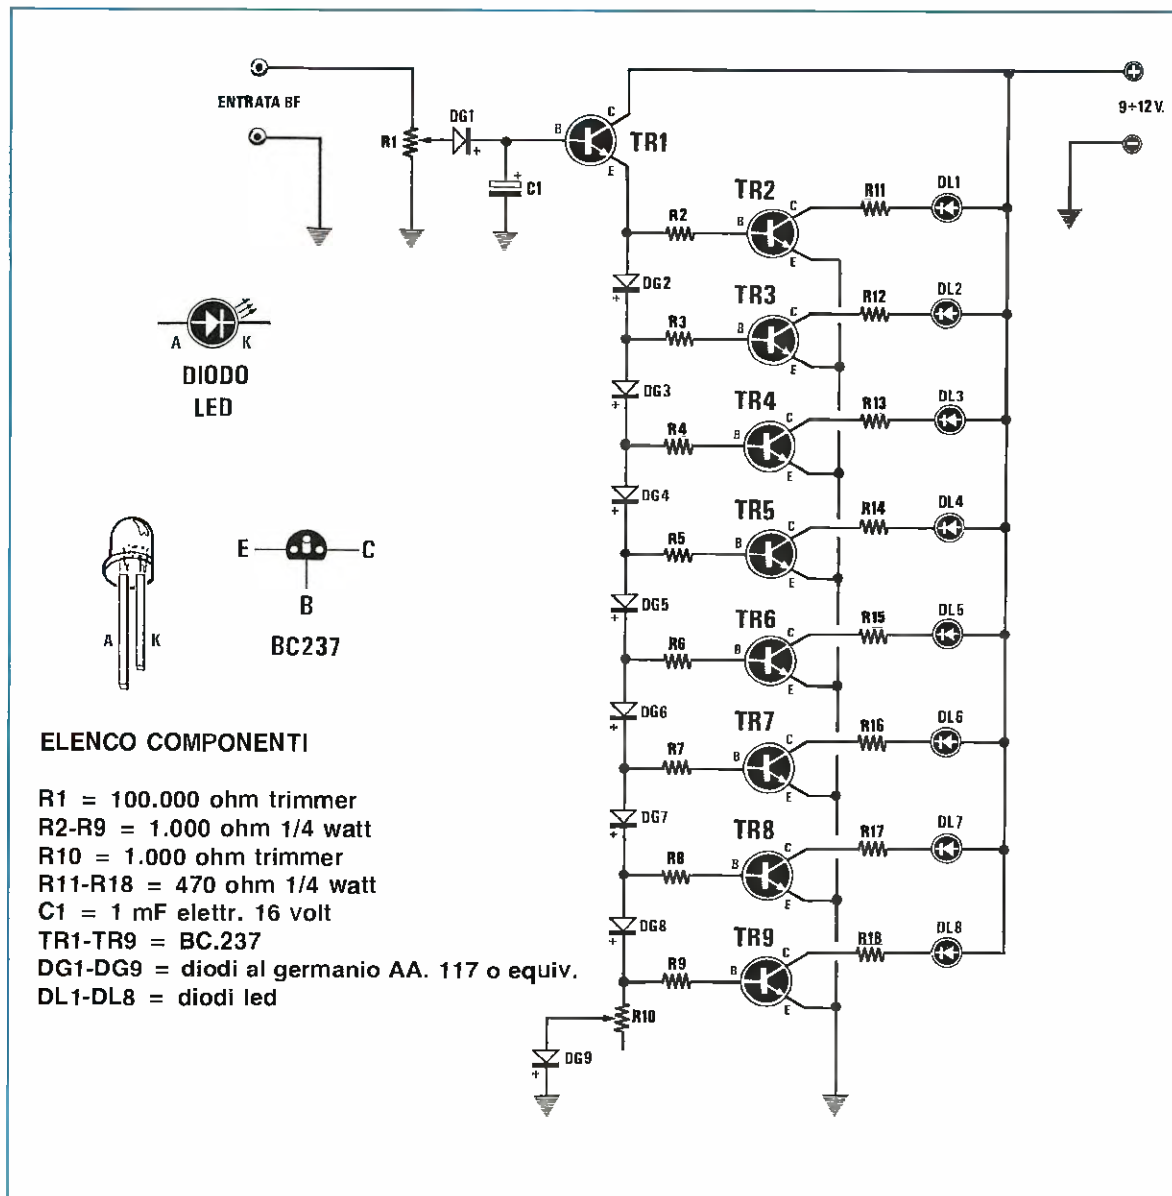 ENTRATA BF
R1
DG1
+
+
C1
B
C
E
TR1
+
-
9÷12 V.
R2
B
TR2
C
E
R11
DL1
DG2
+
R3
B
TR3
C
E
R12
DL2
DG3
+
R4
B
TR4
C
E
R13
DL3
DG4
+
R5
B
TR5
C
E
R14
DL4
DG5
+
R6
B
TR6
C
E
R15
DL5
DG6
+
R7
B
TR7
C
E
R16
DL6
DG7
+
R8
B
TR8
C
E
R17
DL7
DG8
+
R9
B
TR9
C
E
R18
DL8
R10
DG9
+
A
K
DIODO
LED
A
K
E
C
B
BC237
ELENCO COMPONENTI
R1 = 100.000 ohm trimmer
R2-R9 = 1.000 ohm 1/4 watt
R10 = 1.000 ohm trimmer
R11-R18 = 470 ohm 1/4 watt
C1 = 1 mF elettr. 16 volt
TR1-TR9 = BC.237
DG1-DG9 = diodi al germanio AA. 117 o equiv.
DL1-DL8 = diodi led